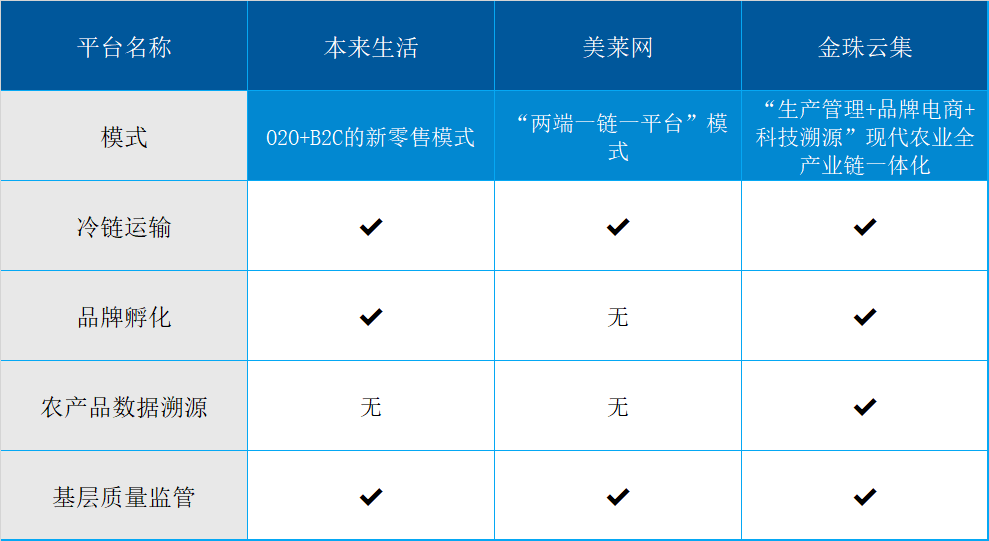 平台名称 本来生活 美莱网 金珠云集
模式 O2O+B2C的新零售模式 “两端一链一平台”模
式 “生产管理+品牌电商+
科技溯源”现代农业全
产业链一体化
冷链运输 ✔ ✔ ✔
品牌孵化 ✔ 无 ✔
农产品数据溯源 无 无 ✔
基层质量监管 ✔ ✔ ✔